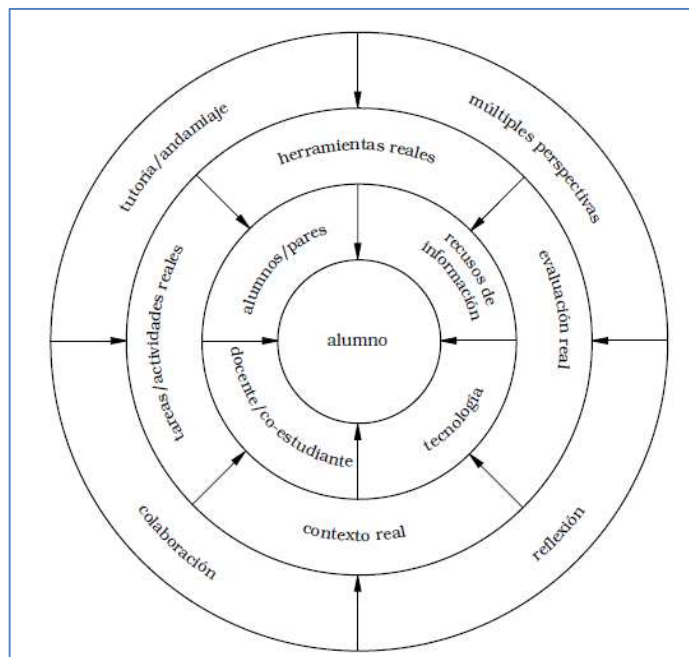 tutoría/andamiaje
múltiples perspectivas
herramientas reales
alumnos/pares
recusos de
información
tareas/actividades reales
evaluación real
alumno
docente/co-estudiante
tecnología
contexto real
colaboración
reflexión